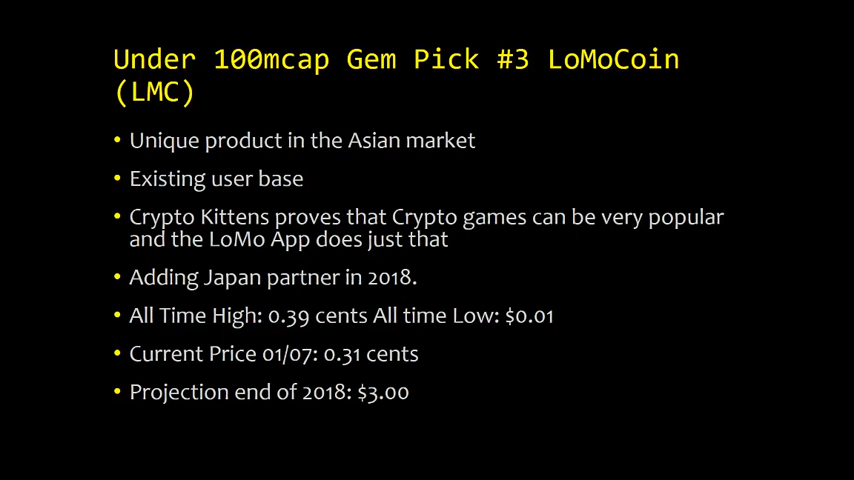 Under 100mcap Gem Pick #3 LoMoCoin
(LMC)
• Unique product in the Asian market
• Existing user base
• Crypto Kittens proves that Crypto games can be very popular
and the LoMo App does just that
• Adding Japan partner in 2018.
• All Time High: 0.39 cents All time Low: $0.01
• Current Price 01/07: 0.31 cents
• Projection end of 2018: $3.00